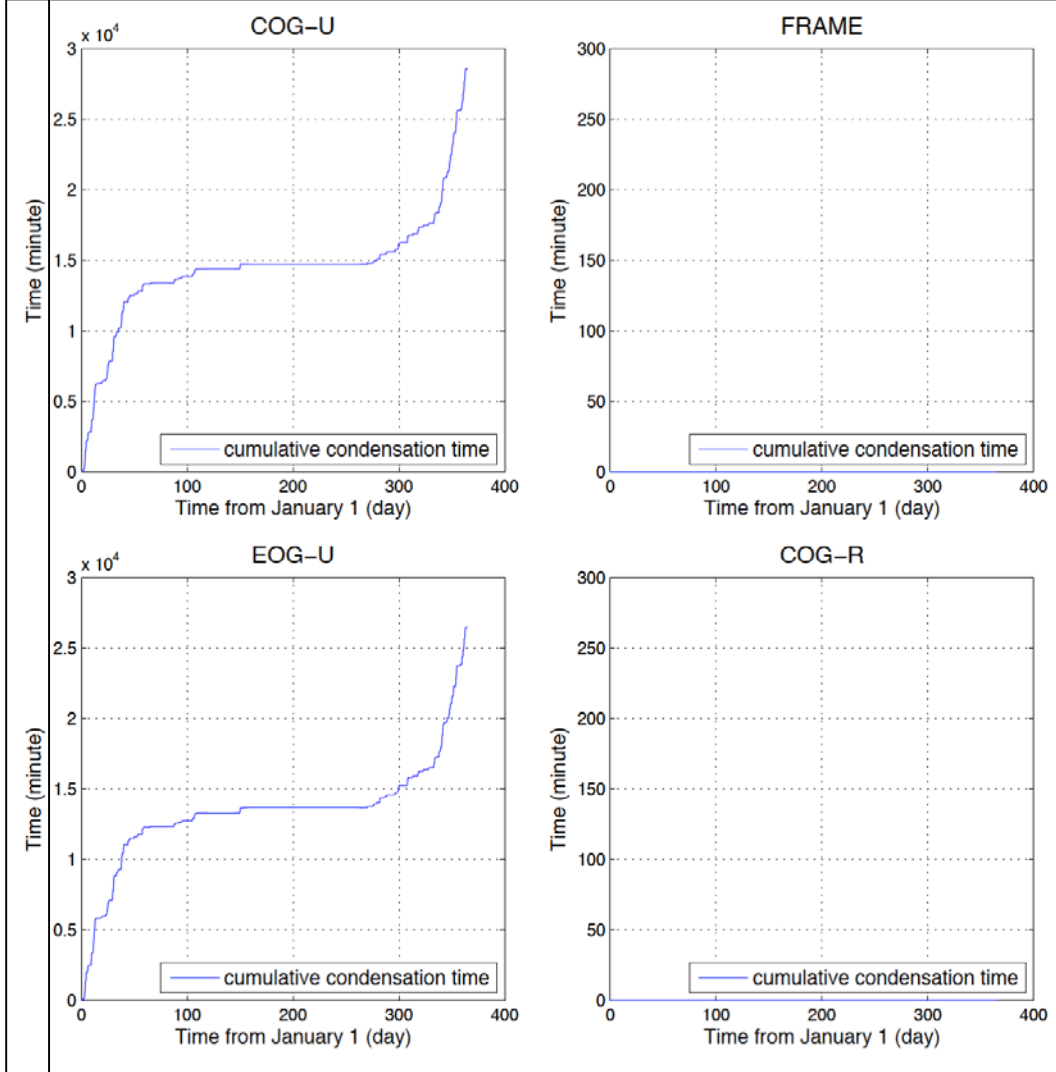 COG-U
x 10^4
3
2.5
2
1.5
1
0.5
0
Time (minute)
cumulative condensation time
0 100 200 300 400
Time from January 1 (day)
FRAME
300
250
200
150
100
50
0
Time (minute)
cumulative condensation time
0 100 200 300 400
Time from January 1 (day)
EOG-U
x 10^4
3
2.5
2
1.5
1
0.5
0
Time (minute)
cumulative condensation time
0 100 200 300 400
Time from January 1 (day)
COG-R
300
250
200
150
100
50
0
Time (minute)
cumulative condensation time
0 100 200 300 400
Time from January 1 (day)